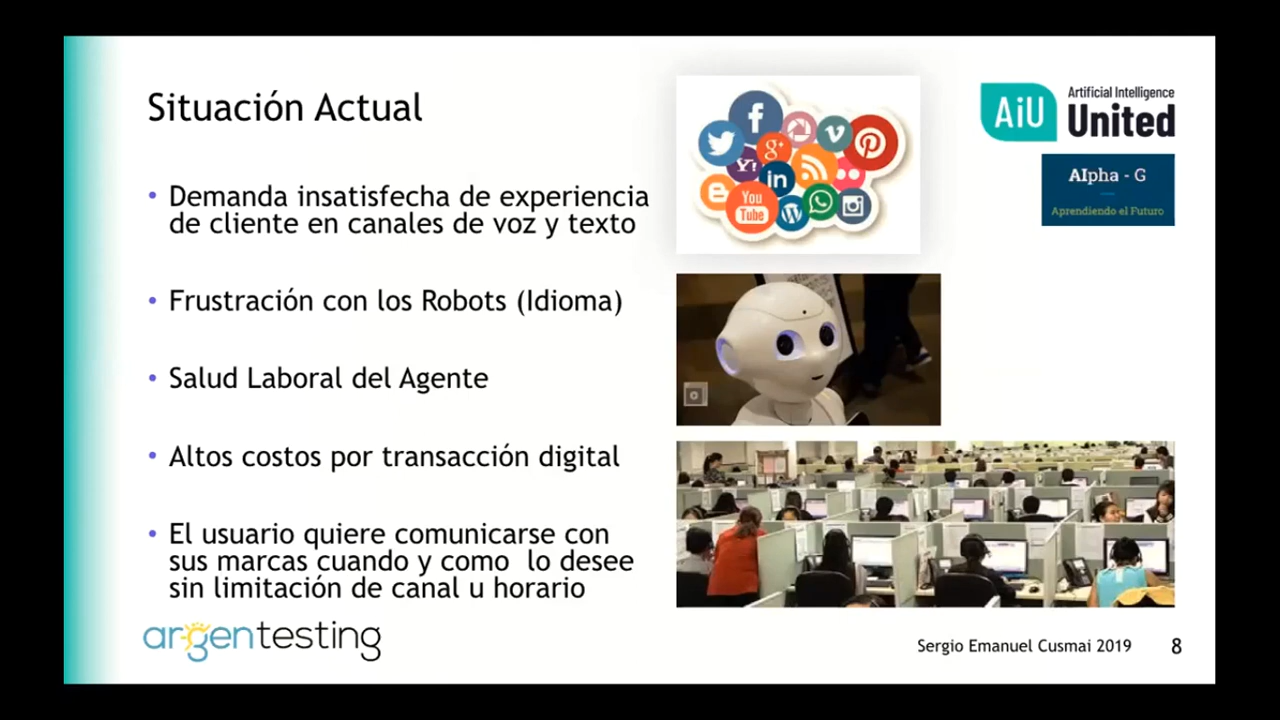 Situación Actual
Demanda insatisfecha de experiencia
de cliente en canales de voz y texto
Frustración con los Robots (Idioma)
Salud Laboral del Agente
Altos costos por transacción digital
El usuario quiere comunicarse con
sus marcas cuando y como  lo desee
sin limitación de canal u horario
You
Tube
g+
Y!
in
AiU
Artificial Intelligence
United
AIpha - G
Aprendiendo el Futuro
argentesting
Sergio Emanuel Cusmai 2019
8